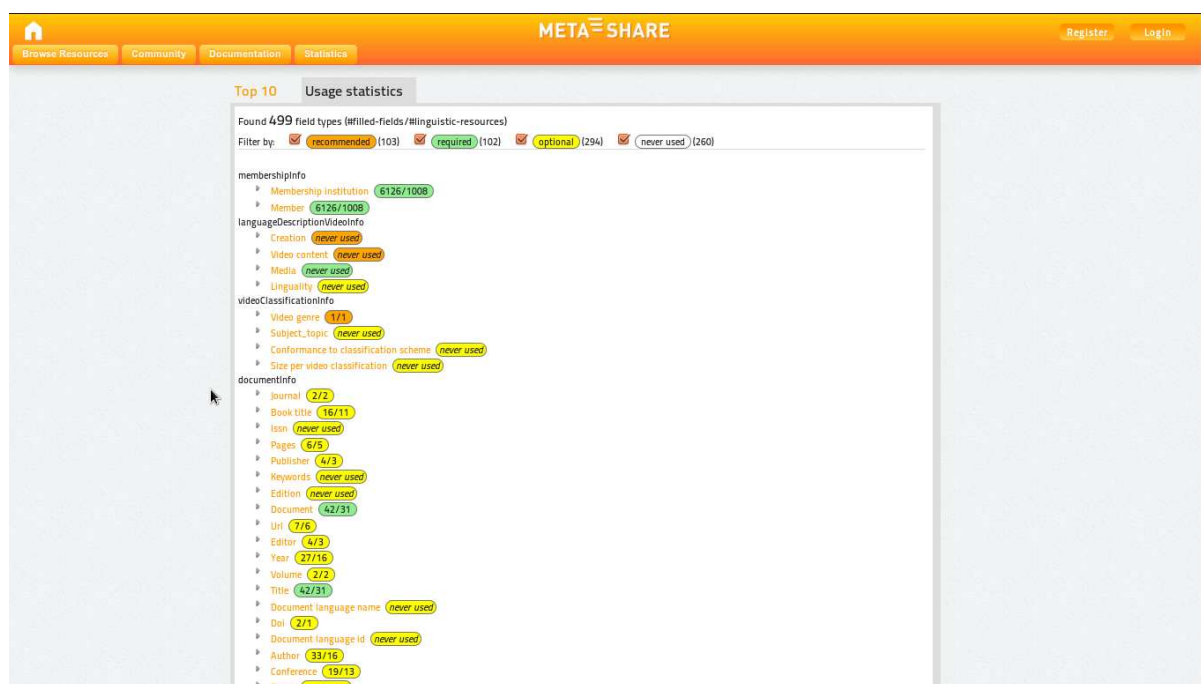 META SHARE
Register Login
Browse Resources Community Documentation Statistics
Top 10 Usage statistics
Found 499 field types (#filled-fields/#linguistic-resources)
Filter by: recommended (103) required (102) optional (294) never used (260)
membershipInfo
Membership institution 6126/1008
Member 6126/1008
languageDescriptionVideoInfo
Creation never used
Video content never used
Media never used
Linguality never used
videoClassificationInfo
Video genre 1/1
Subject_topic never used
Conformance to classification scheme never used
Size per video classification never used
documentInfo
Journal 2/2
Book title 16/11
Issn never used
Pages 6/5
Publisher 4/3
Keywords never used
Edition never used
Document 42/31
Url 7/6
Editor 4/3
Year 27/16
Volume 2/2
Title 42/31
Document language name never used
Doi 2/1
Document language id never used
Author 33/16
Conference 19/13